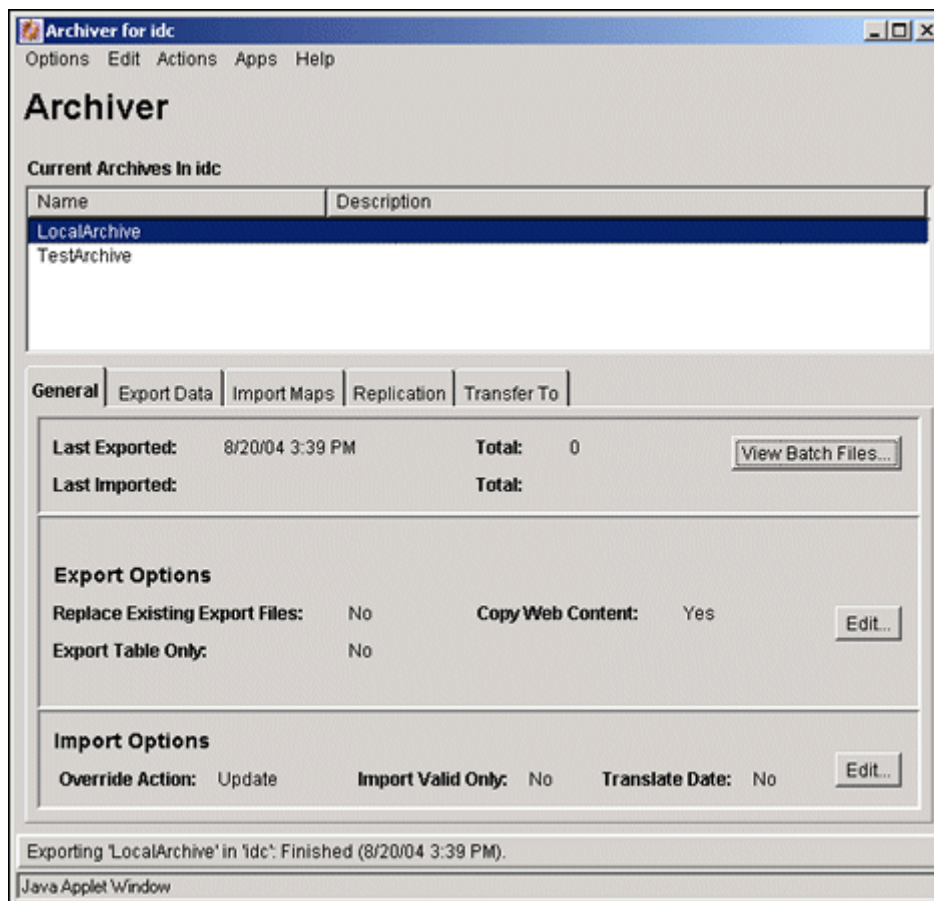 Archiver for idc
Options Edit Actions Apps Help
Archiver
Current Archives In idc
Name Description
LocalArchive
TestArchive
General Export Data Import Maps Replication Transfer To
Last Exported: 8/20/04 3:39 PM Total: 0 View Batch Files...
Last Imported: Total:
Export Options
Replace Existing Export Files: No Copy Web Content: Yes Edit...
Export Table Only: No
Import Options
Override Action: Update Import Valid Only: No Translate Date: No Edit...
Exporting 'LocalArchive' in 'idc': Finished (8/20/04 3:39 PM).
Java Applet Window